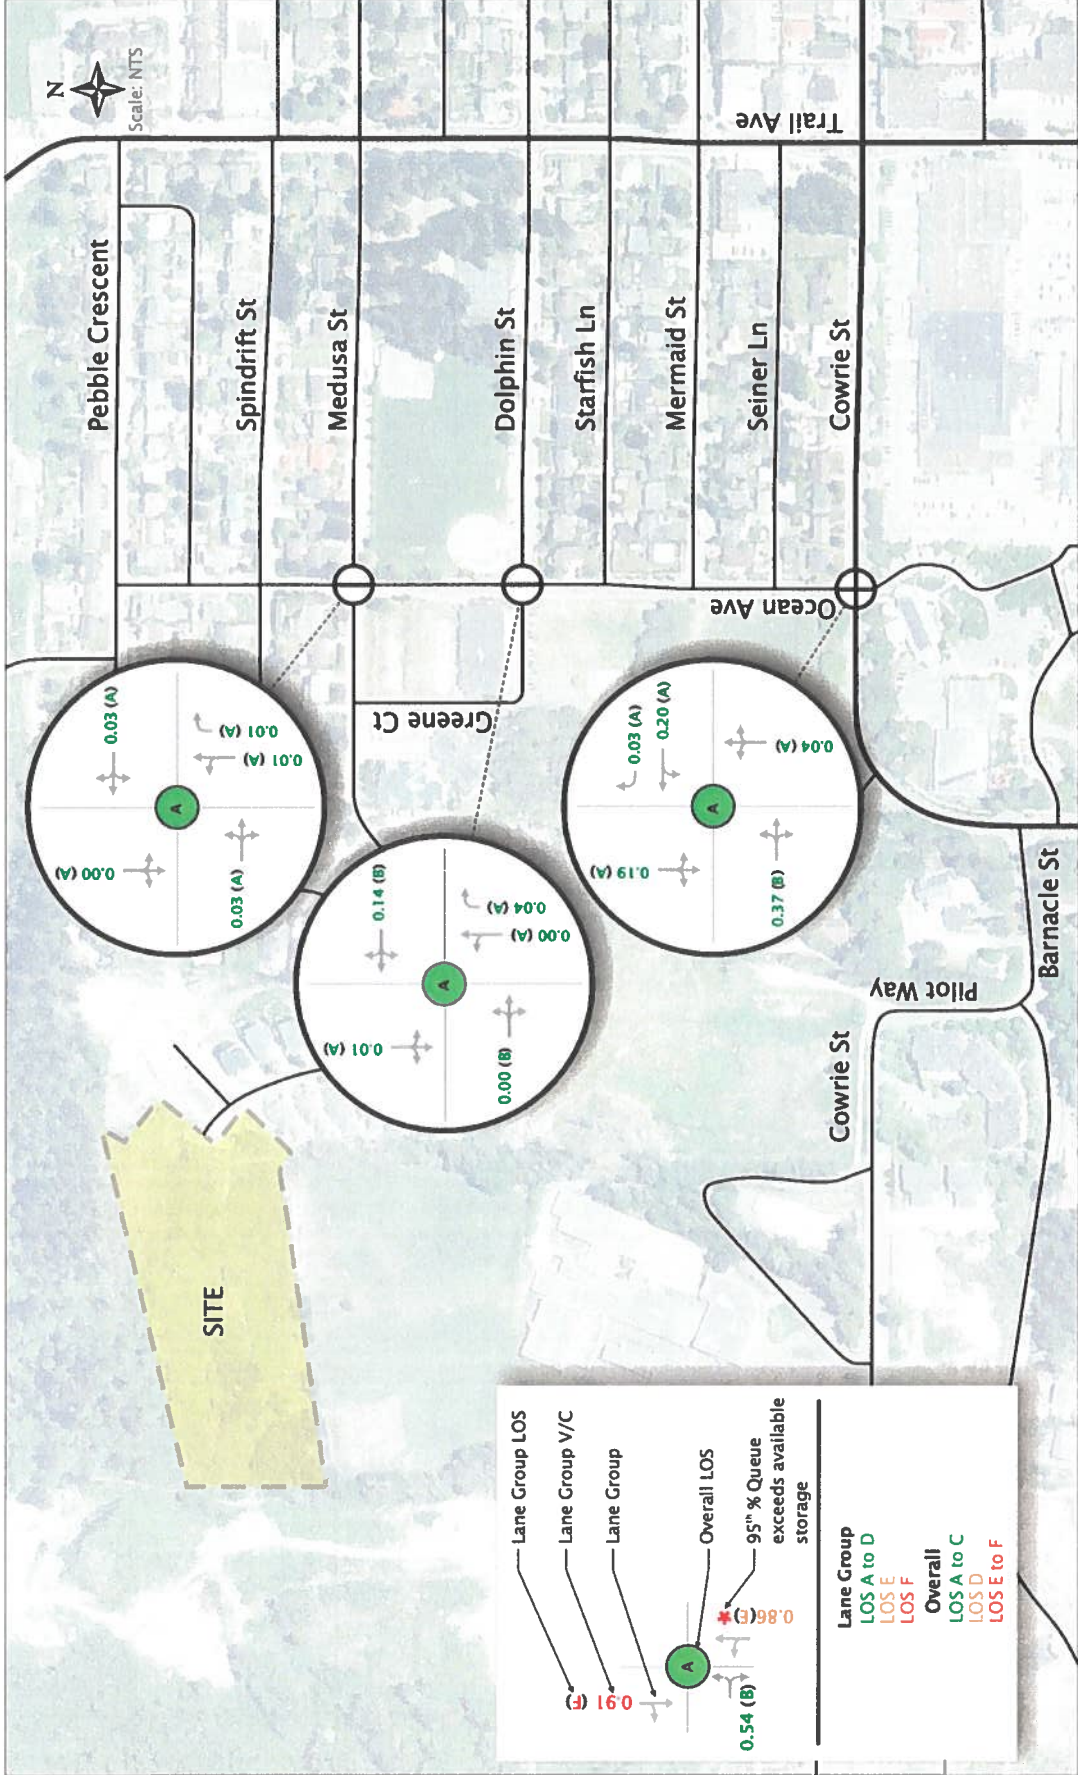 N
Scale: NTS
Pebble Crescent
Spindrift St
Medusa St
Dolphin St
Starfish Ln
Mermaid St
Seiner Ln
Cowrie St
Trail Ave
Ocean Ave
Greene Ct
Pilot Way
Barnacle St
Cowrie St
SITE
0.00 (A)
0.03 (A)
A
0.03 (A)
0.01 (A)
0.01 (A)
0.01 (A)
0.14 (B)
A
0.00 (B)
0.00 (A)
0.04 (A)
0.19 (A)
0.03 (A)
0.20 (A)
A
0.37 (B)
0.04 (A)
Lane Group LOS
Lane Group V/C
Lane Group
Overall LOS
95th % Queue
exceeds available
storage
0.91 (F)
A
0.54 (B)
0.86 (E)
Lane Group
LOS A to D
LOS E
LOS F
Overall
LOS A to C
LOS D
LOS E to F